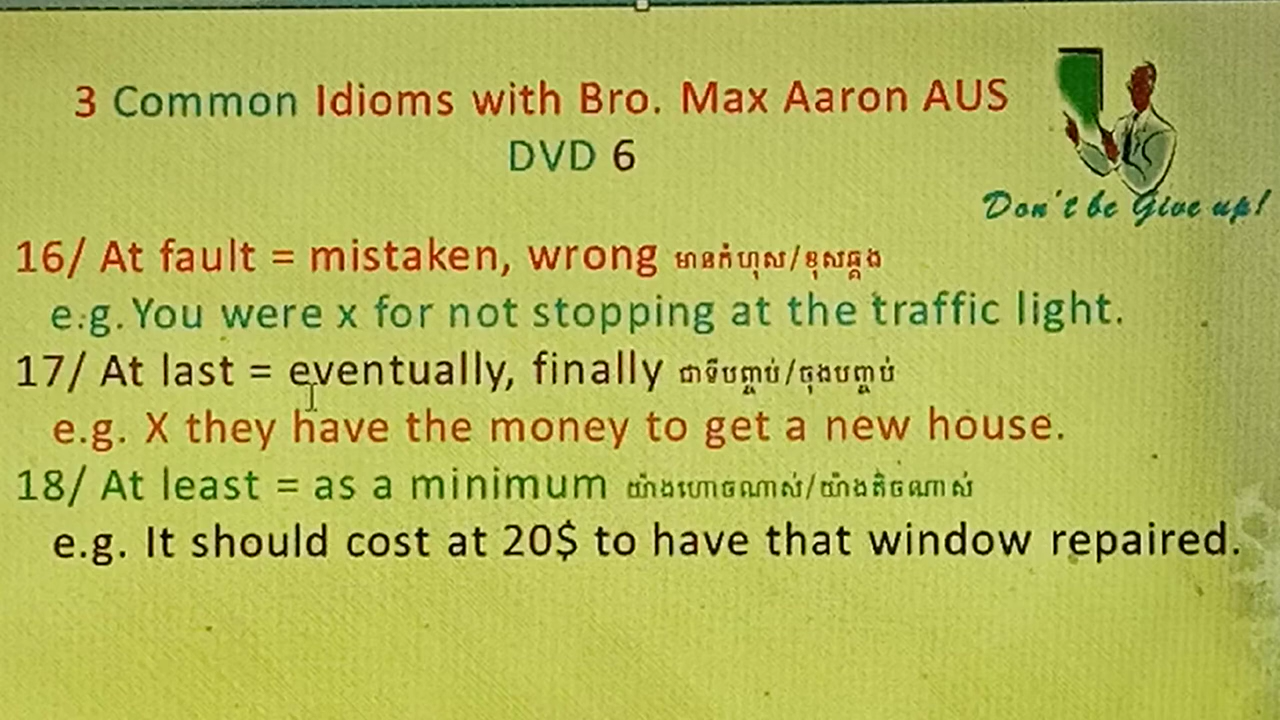 3 Common Idioms with Bro. Max Aaron AUS
DVD 6
Don't be Give up!
16/ At fault = mistaken, wrong មានកំហុស/ខុសឆ្គង
e.g. You were x for not stopping at the traffic light.
17/ At last = eventually, finally ជាទីបញ្ចប់/ចុងបញ្ចប់
e.g. X they have the money to get a new house.
18/ At least = as a minimum យ៉ាងហោចណាស់/យ៉ាងតិចណាស់
e.g. It should cost at 20$ to have that window repaired.